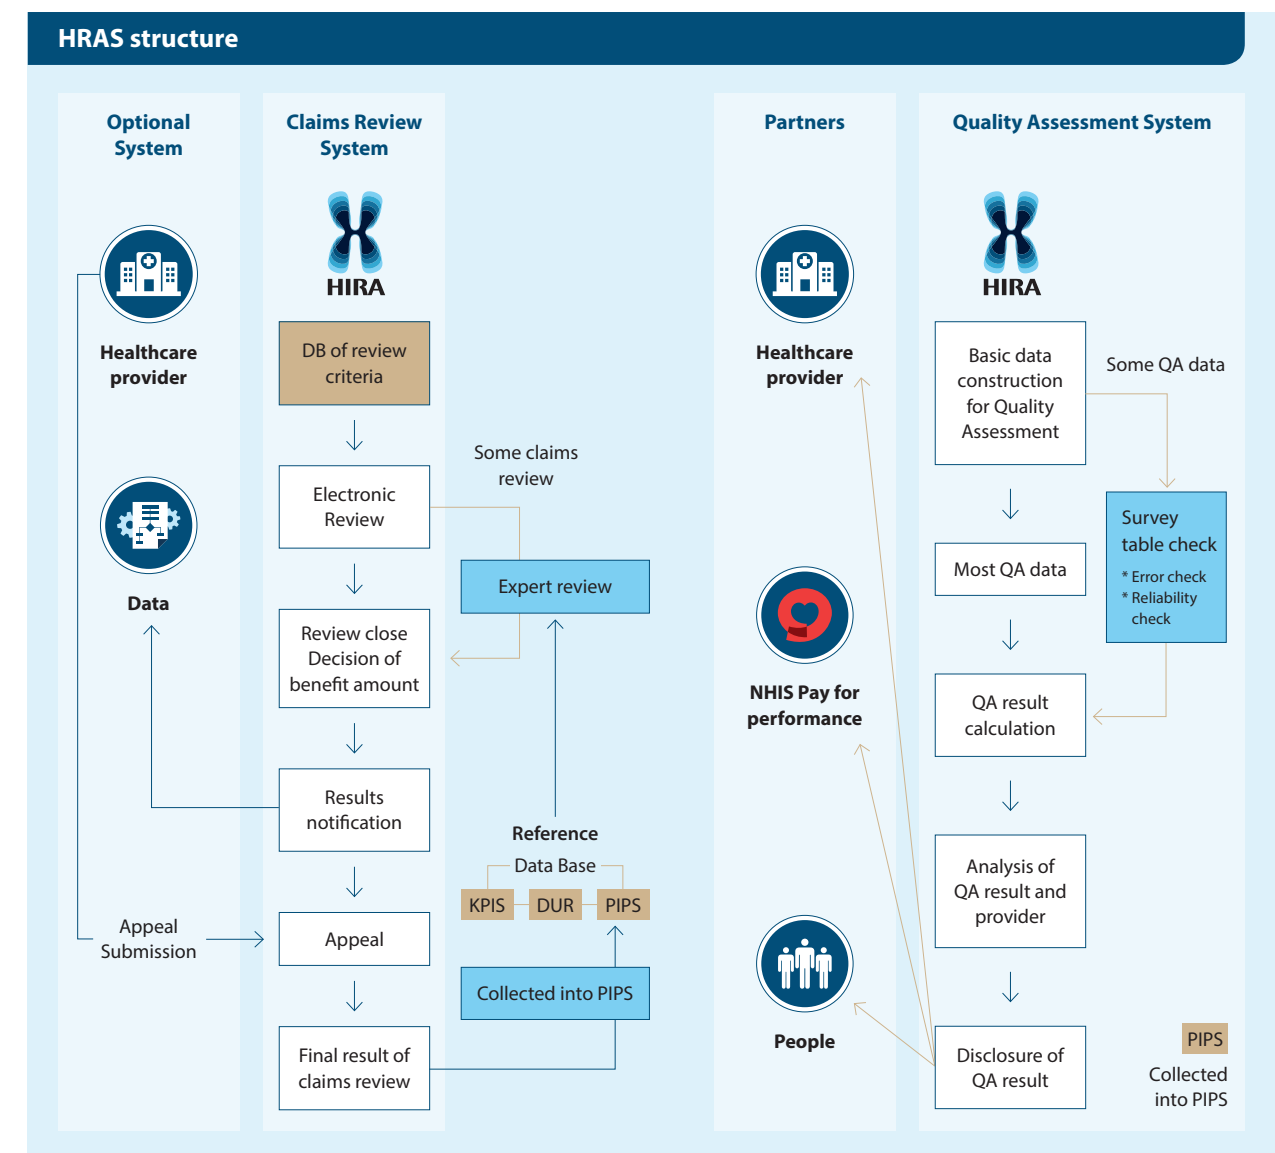 HRAS structure
Optional
System
Healthcare
provider
Data
Appeal
Submission
Claims Review
System
HIRA
DB of review
criteria
Electronic
Review
Some claims
review
Expert review
Review close
Decision of
benefit amount
Results
notification
Reference
Data Base
KPIS
DUR
PIPS
Appeal
Collected into PIPS
Final result of
claims review
Partners
Healthcare
provider
NHIS Pay for
performance
People
Quality Assessment System
HIRA
Basic data
construction
for Quality
Assessment
Some QA data
Survey
table check
* Error check
* Reliability
check
Most QA data
QA result
calculation
Analysis of
QA result and
provider
Disclosure of
QA result
PIPS
Collected
into PIPS